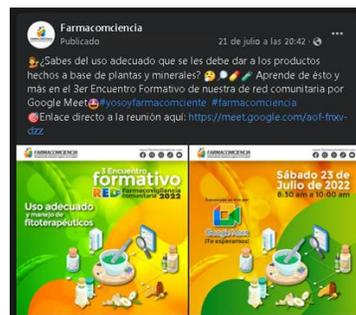 Farmacomciencia
Publicado
21 de julio a las 20:42
¿Sabes del uso adecuado que se les debe dar a los productos
hechos a base de plantas y minerales? Aprende de ésto y
más en el 3er Encuentro Formativo de nuestra de red comunitaria por
Google Meet #yosoyfarmacomciente #farmacomciencia
Enlace directo a la reunión aquí: https://meet.google.com/aof-fnxv-
dzz
FARMACOMCIENCIA
3 Encuentro
formativo
RED Farmacovigilancia
comunitaria 2022
Uso adecuado
y manejo de
fitoterapéuticos
FARMACOMCIENCIA
Sábado 23 de
Julio de 2022
8:30 am a 10:00 am
Google Meet
¡Te esperamos!